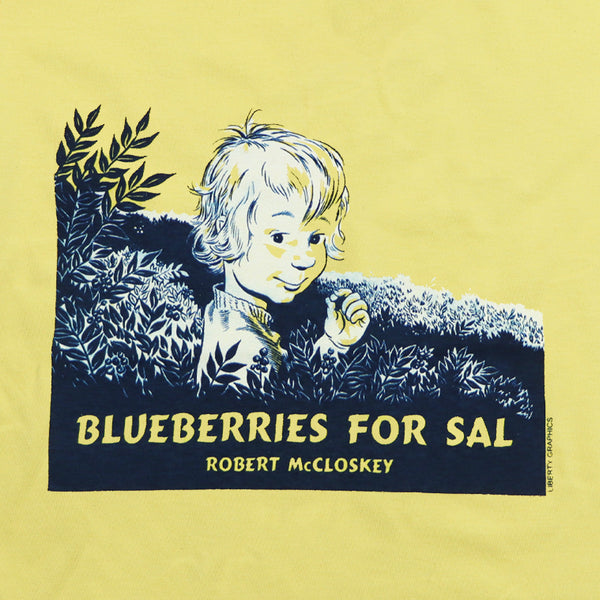 BLUEBERRIES FOR SAL
ROBERT McCLOSKEY
LIBERTY GRAPHICS